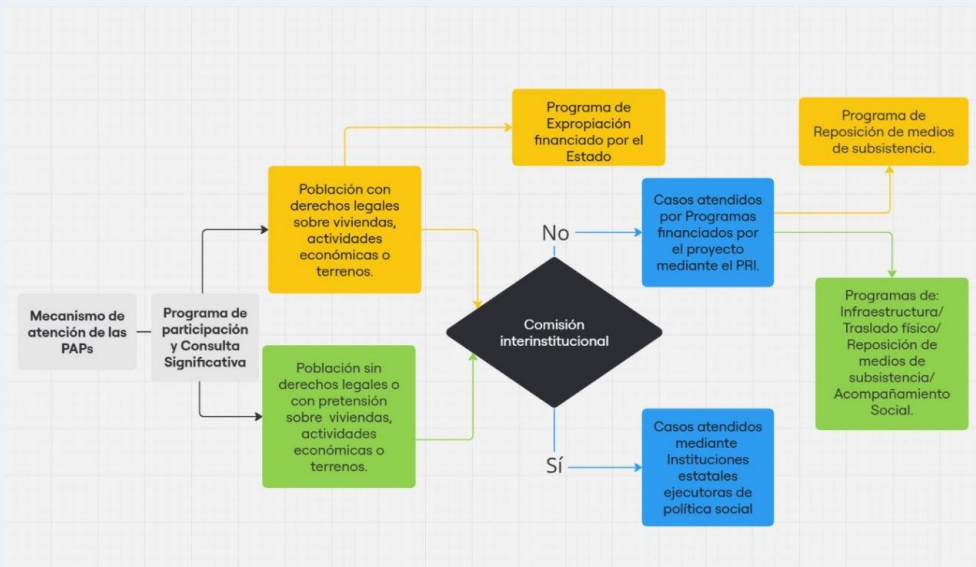 Mecanismo de
atención de las
PAPs
Programa de
participación
y Consulta
Significativa
Población con
derechos legales
sobre viviendas,
actividades
económicas o
terrenos.
Población sin
derechos legales o
con pretensión
sobre viviendas,
actividades
económicas o
terrenos.
Programa de
Expropiación
financiado por el
Estado
Comisión
interinstitucional
No
Sí
Casos atendidos
por Programas
financiados por
el proyecto
mediante el PRI.
Casos atendidos
mediante
Instituciones
estatales
ejecutoras de
política social
Programa de
Reposición de medios
de subsistencia.
Programas de:
Infraestructura/
Traslado físico/
Reposición de
medios de
subsistencia/
Acompañamiento
Social.